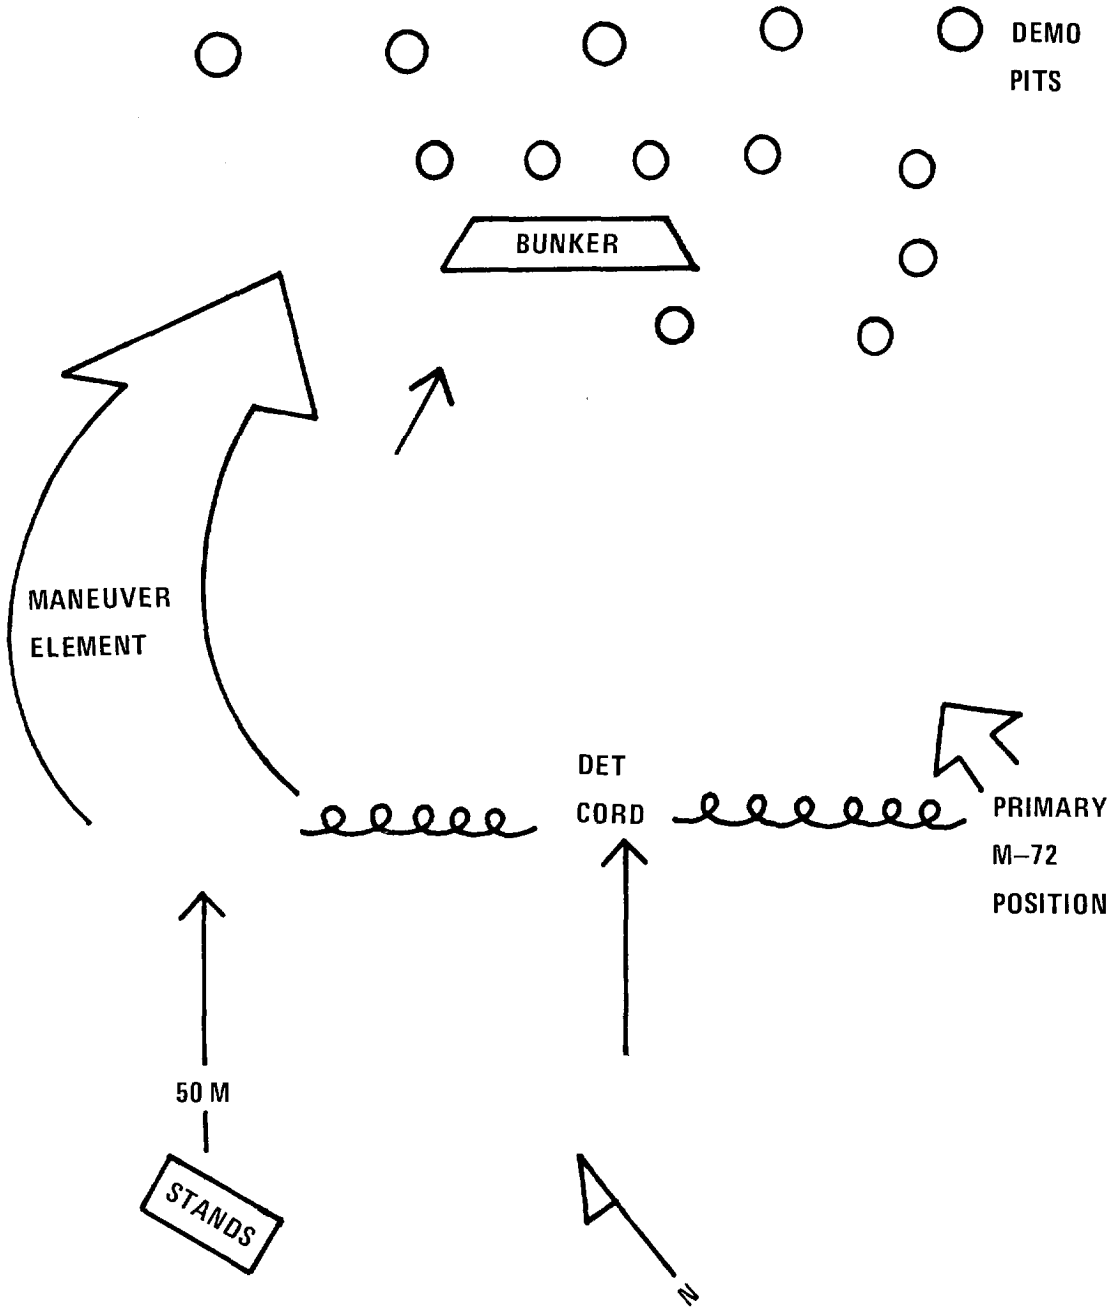 DEMO
PITS
BUNKER
MANEUVER
ELEMENT
DET
CORD
PRIMARY
M–72
POSITION
50 M
STANDS
N